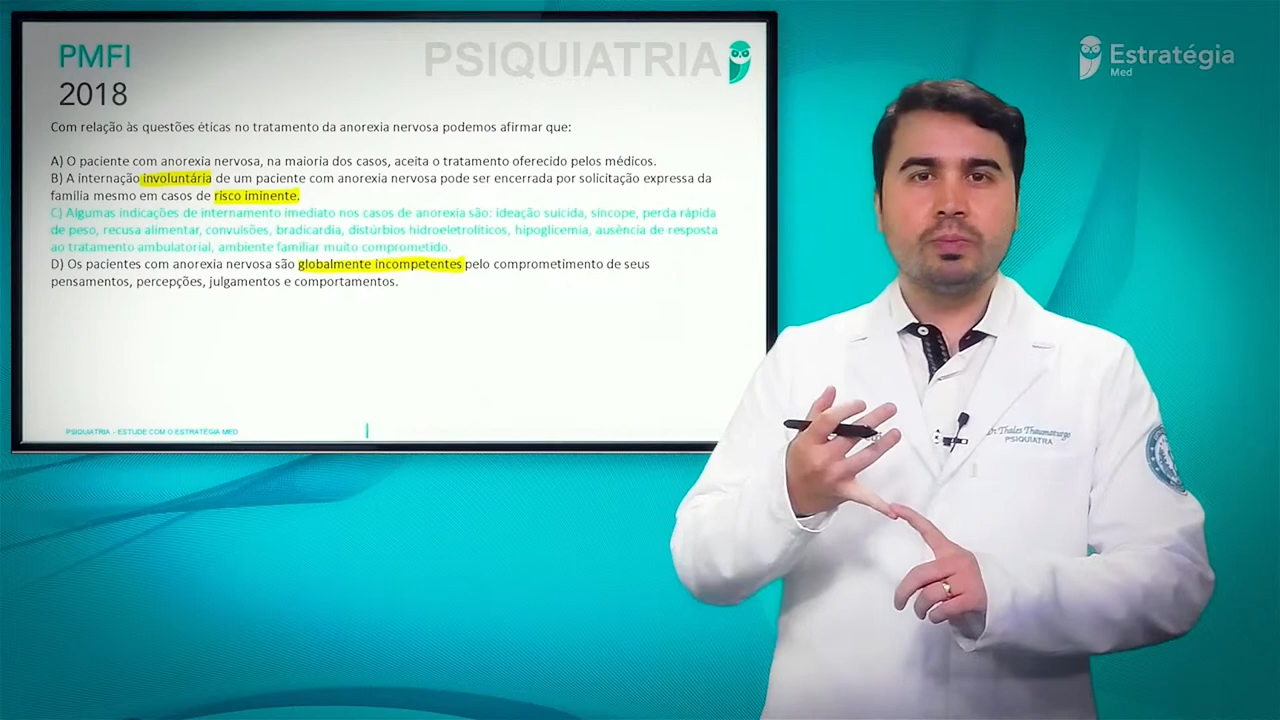 PMFI
2018
PSIQUIATRIA
Com relação às questões éticas no tratamento da anorexia nervosa podemos afirmar que:
A) O paciente com anorexia nervosa, na maioria dos casos, aceita o tratamento oferecido pelos médicos.
B) A internação involuntária de um paciente com anorexia nervosa pode ser encerrada por solicitação expressa da
família mesmo em casos de risco iminente.
C) Algumas indicações de internamento imediato nos casos de anorexia são: ideação suicida, síncope, perda rápida
de peso, recusa alimentar, convulsões, bradicardia, distúrbios hidroeletrolíticos, hipoglicemia, ausência de resposta
ao tratamento ambulatorial, ambiente familiar muito comprometido.
D) Os pacientes com anorexia nervosa são globalmente incompetentes pelo comprometimento de seus
pensamentos, percepções, julgamentos e comportamentos.
PSIQUIATRIA - ESTUDE COM O ESTRATÉGIA MED
Estratégia
Med
Dr. Thales Thaumaturgo
PSIQUIATRA